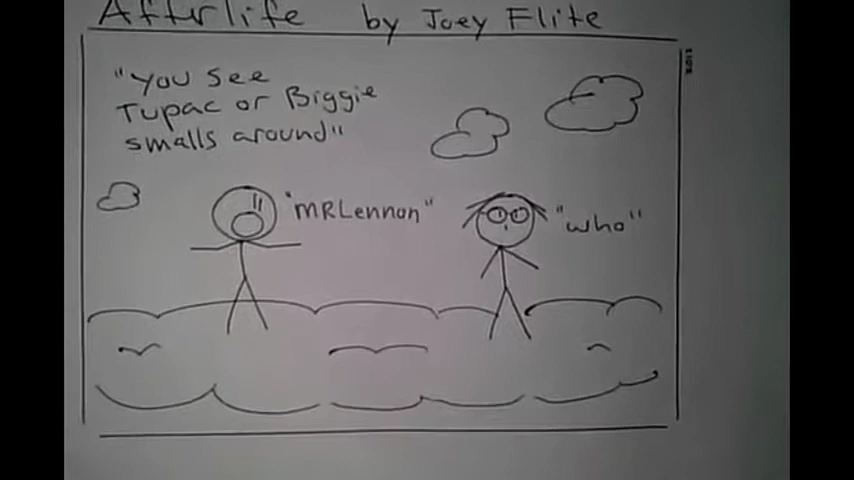 Afterlife by Joey Flite
"You see
Tupac or Biggie
smalls around"
"MRLennon"
"who"